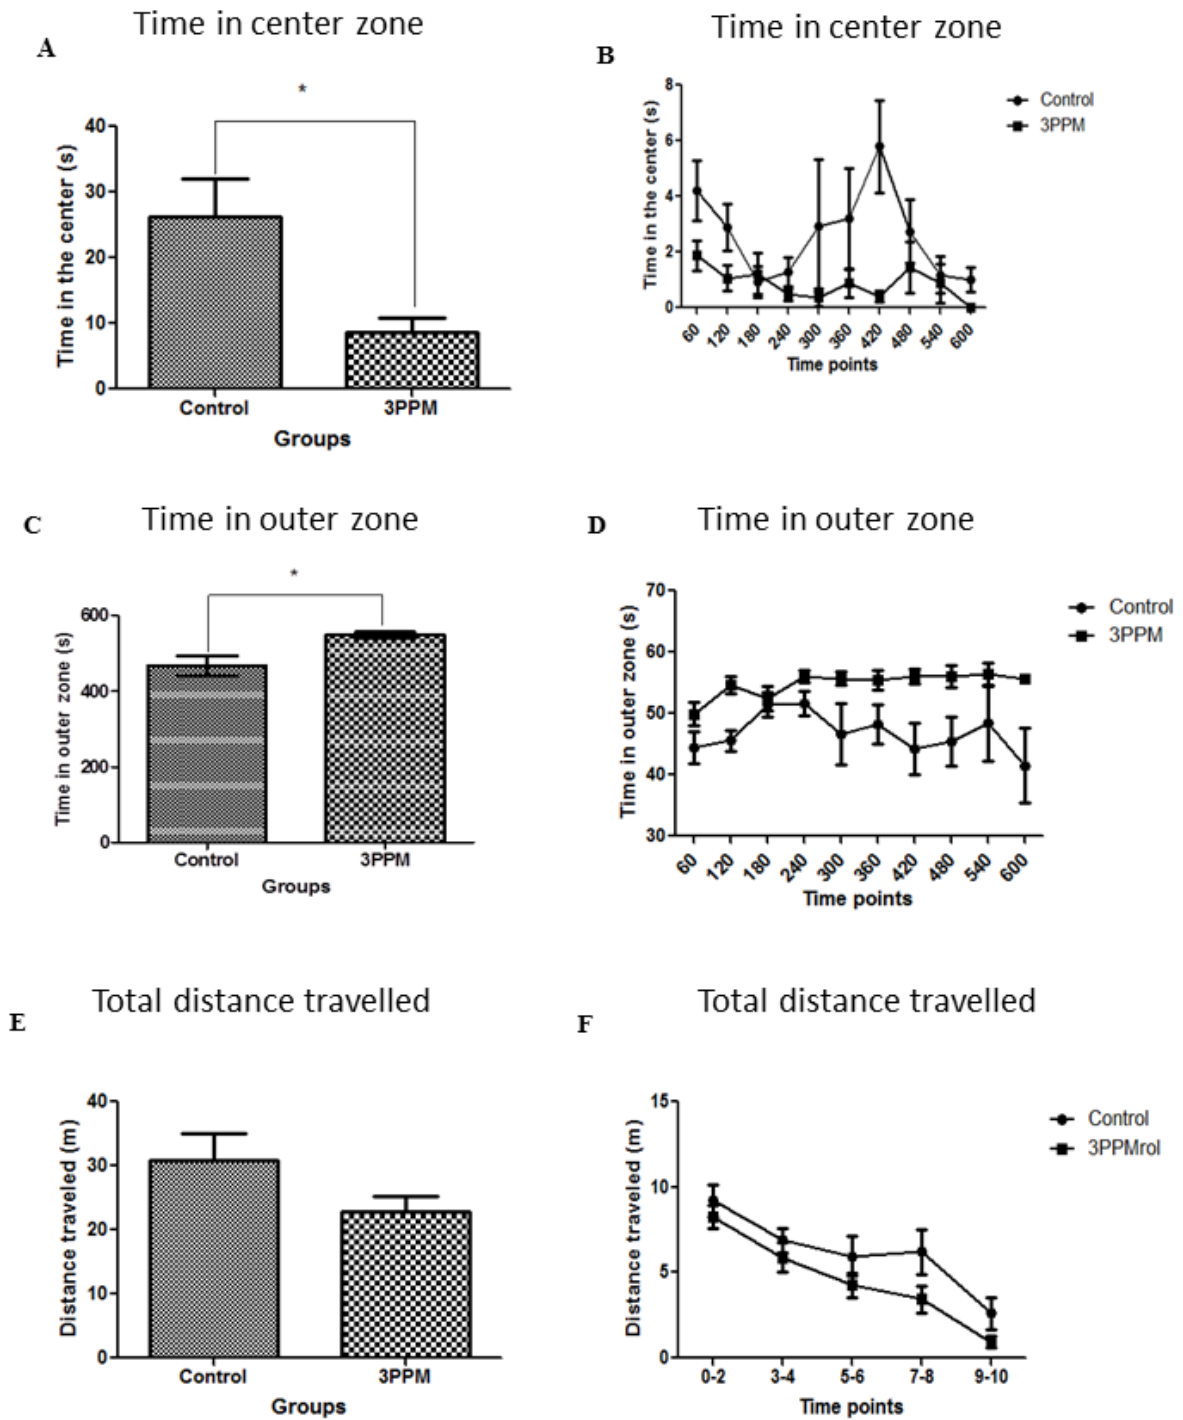 Time in center zone
A
*
Time in the center (s)
40
30
20
10
0
Control 3PPM
Groups
Time in center zone
B
Time in the center (s)
8
6
4
2
0
60 120 180 240 300 360 420 480 540 600
Time points
Control
3PPM
Time in outer zone
C
*
Time in outer zone (s)
600
400
200
0
Control 3PPM
Groups
Time in outer zone
D
Time in outer zone (s)
70
60
50
40
30
60 120 180 240 300 360 420 480 540 600
Time points
Control
3PPM
Total distance travelled
E
Distance traveled (m)
40
30
20
10
0
Control 3PPM
Groups
Total distance travelled
F
Distance traveled (m)
15
10
5
0
0-2 3-4 5-6 7-8 9-10
Time points
Control
3PPMrol